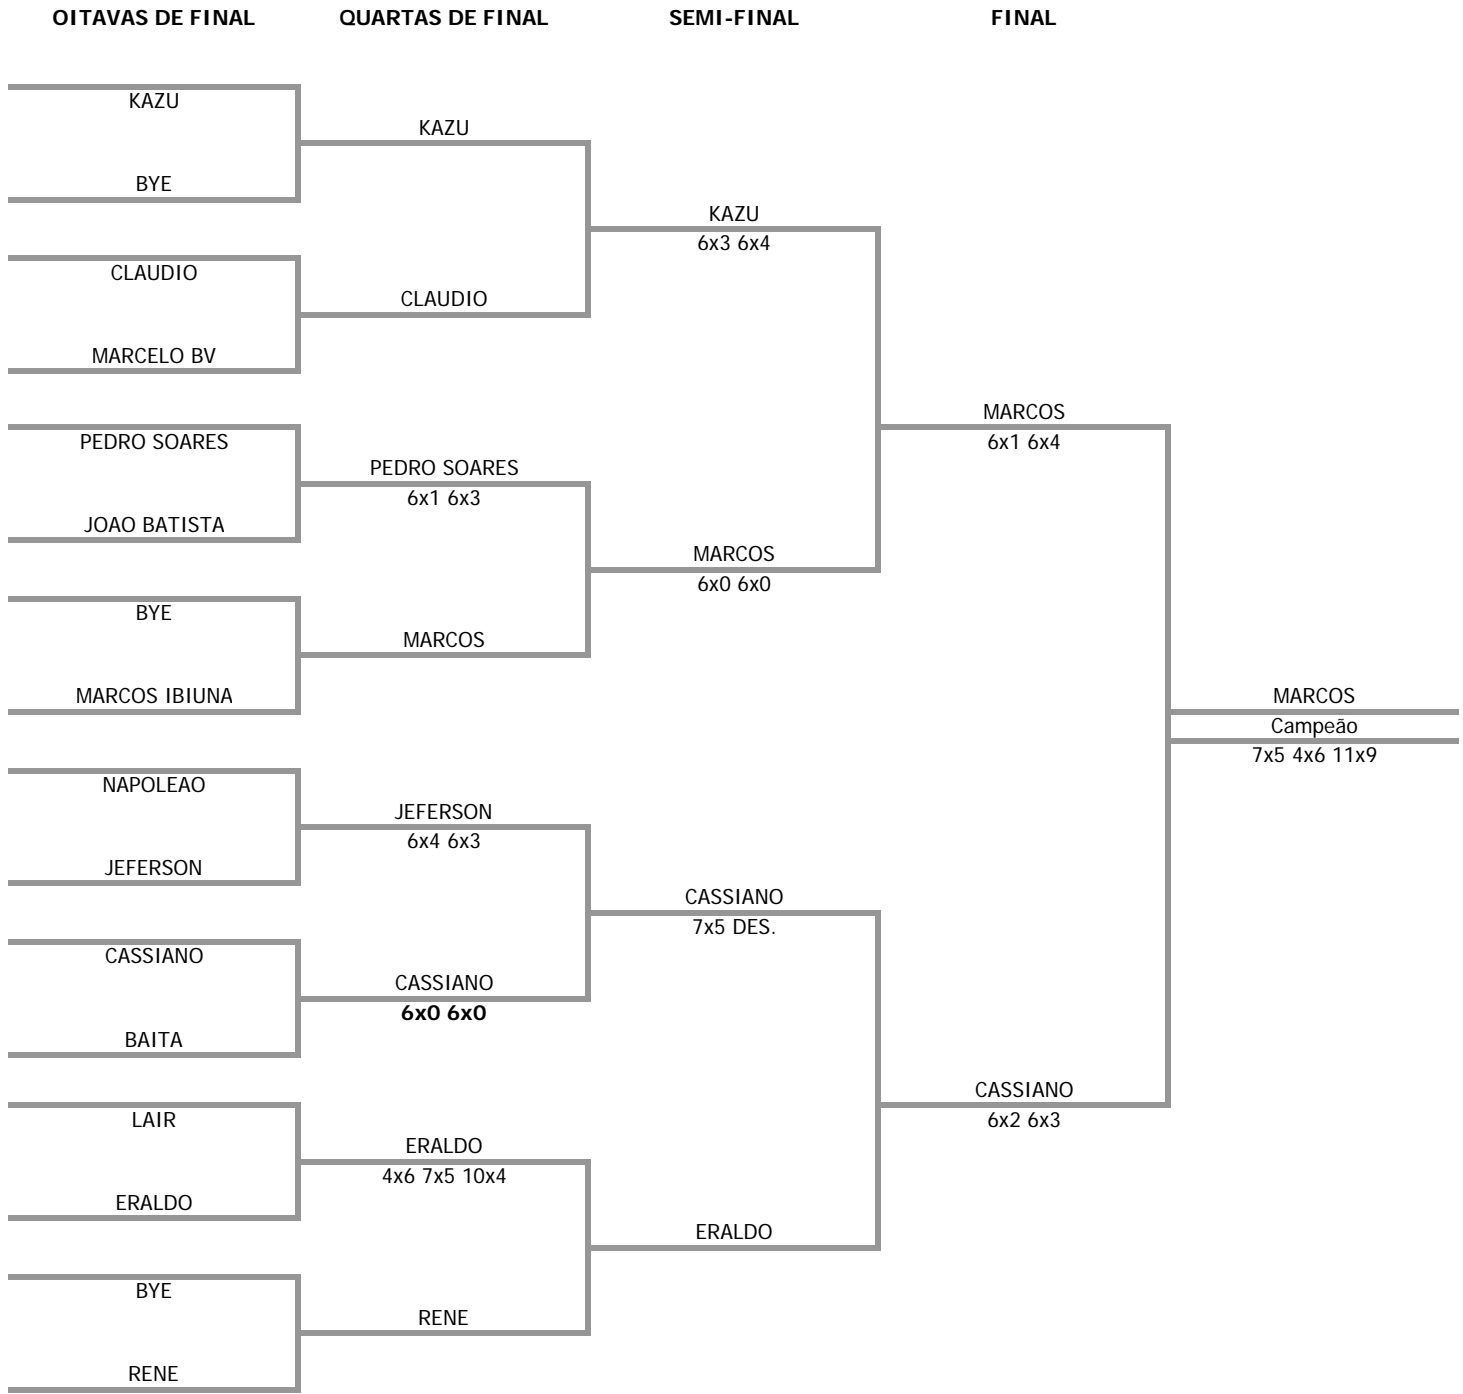 OITAVAS DE FINAL QUARTAS DE FINAL SEMI-FINAL FINAL
KAZU
KAZU
BYE
KAZU
6x3 6x4
CLAUDIO
CLAUDIO
MARCELO BV
MARCOS
6x1 6x4
PEDRO SOARES
PEDRO SOARES
6x1 6x3
JOAO BATISTA
MARCOS
6x0 6x0
BYE
MARCOS
MARCOS IBIUNA
MARCOS
Campeão
7x5 4x6 11x9
NAPOLEAO
JEFERSON
6x4 6x3
JEFERSON
CASSIANO
7x5 DES.
CASSIANO
CASSIANO
6x0 6x0
BAITA
CASSIANO
6x2 6x3
LAIR
ERALDO
4x6 7x5 10x4
ERALDO
ERALDO
BYE
RENE
RENE